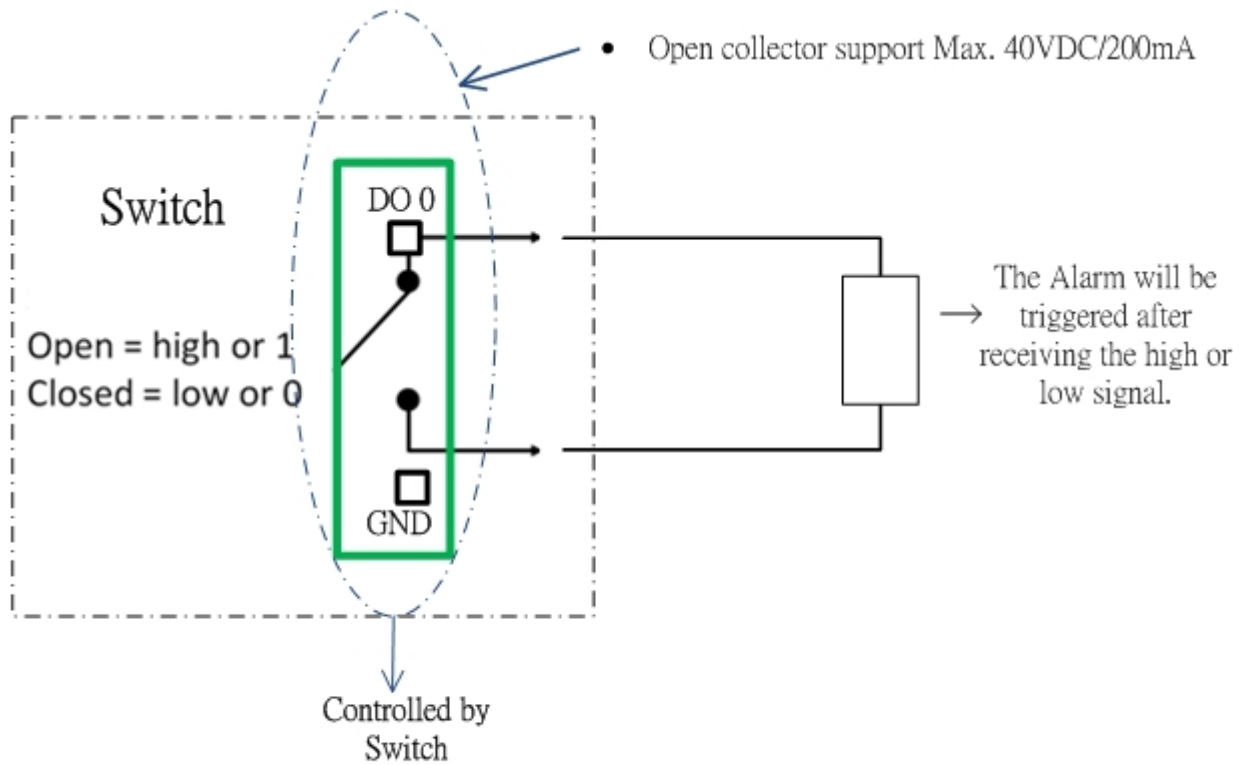 • Open collector support Max. 40VDC/200mA
Switch
DO 0
Open = high or 1
Closed = low or 0
GND
The Alarm will be
triggered after
receiving the high or
low signal.
Controlled by
Switch